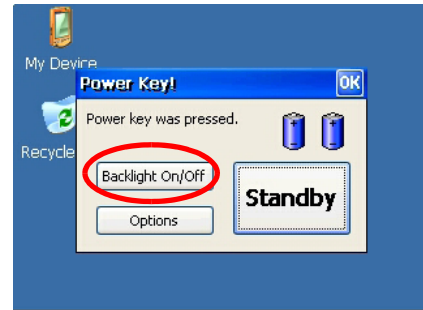 My Device
Power Key!
OK
Power key was pressed.
Recycle
Backlight On/Off
Standby
Options